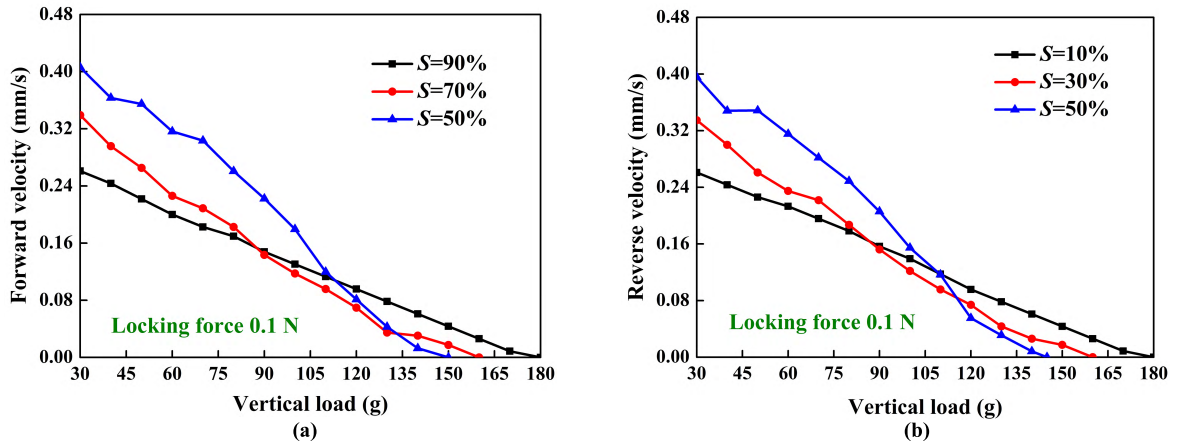 0.48
0.40
0.32
0.24
0.16
0.08
0.00
Forward velocity (mm/s)
S=90%
S=70%
S=50%
Locking force 0.1 N
30 45 60 75 90 105 120 135 150 165 180
Vertical load (g)
(a)
0.48
0.40
0.32
0.24
0.16
0.08
0.00
Reverse velocity (mm/s)
S=10%
S=30%
S=50%
Locking force 0.1 N
30 45 60 75 90 105 120 135 150 165 180
Vertical load (g)
(b)